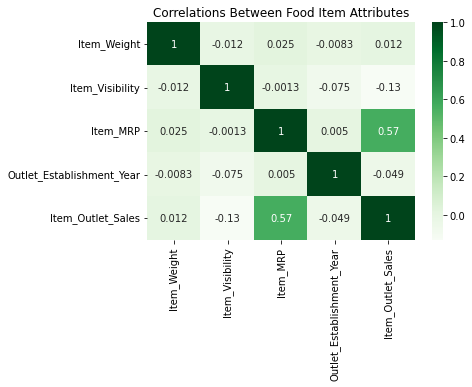 Correlations Between Food Item Attributes
Item_Weight 1 -0.012 0.025 -0.0083 0.012
Item_Visibility -0.012 1 -0.0013 -0.075 -0.13
Item_MRP 0.025 -0.0013 1 0.005 0.57
Outlet_Establishment_Year -0.0083 -0.075 0.005 1 -0.049
Item_Outlet_Sales 0.012 -0.13 0.57 -0.049 1
Item_Weight
Item_Visibility
Item_MRP
Outlet_Establishment_Year
Item_Outlet_Sales
1.0
0.8
0.6
0.4
0.2
0.0